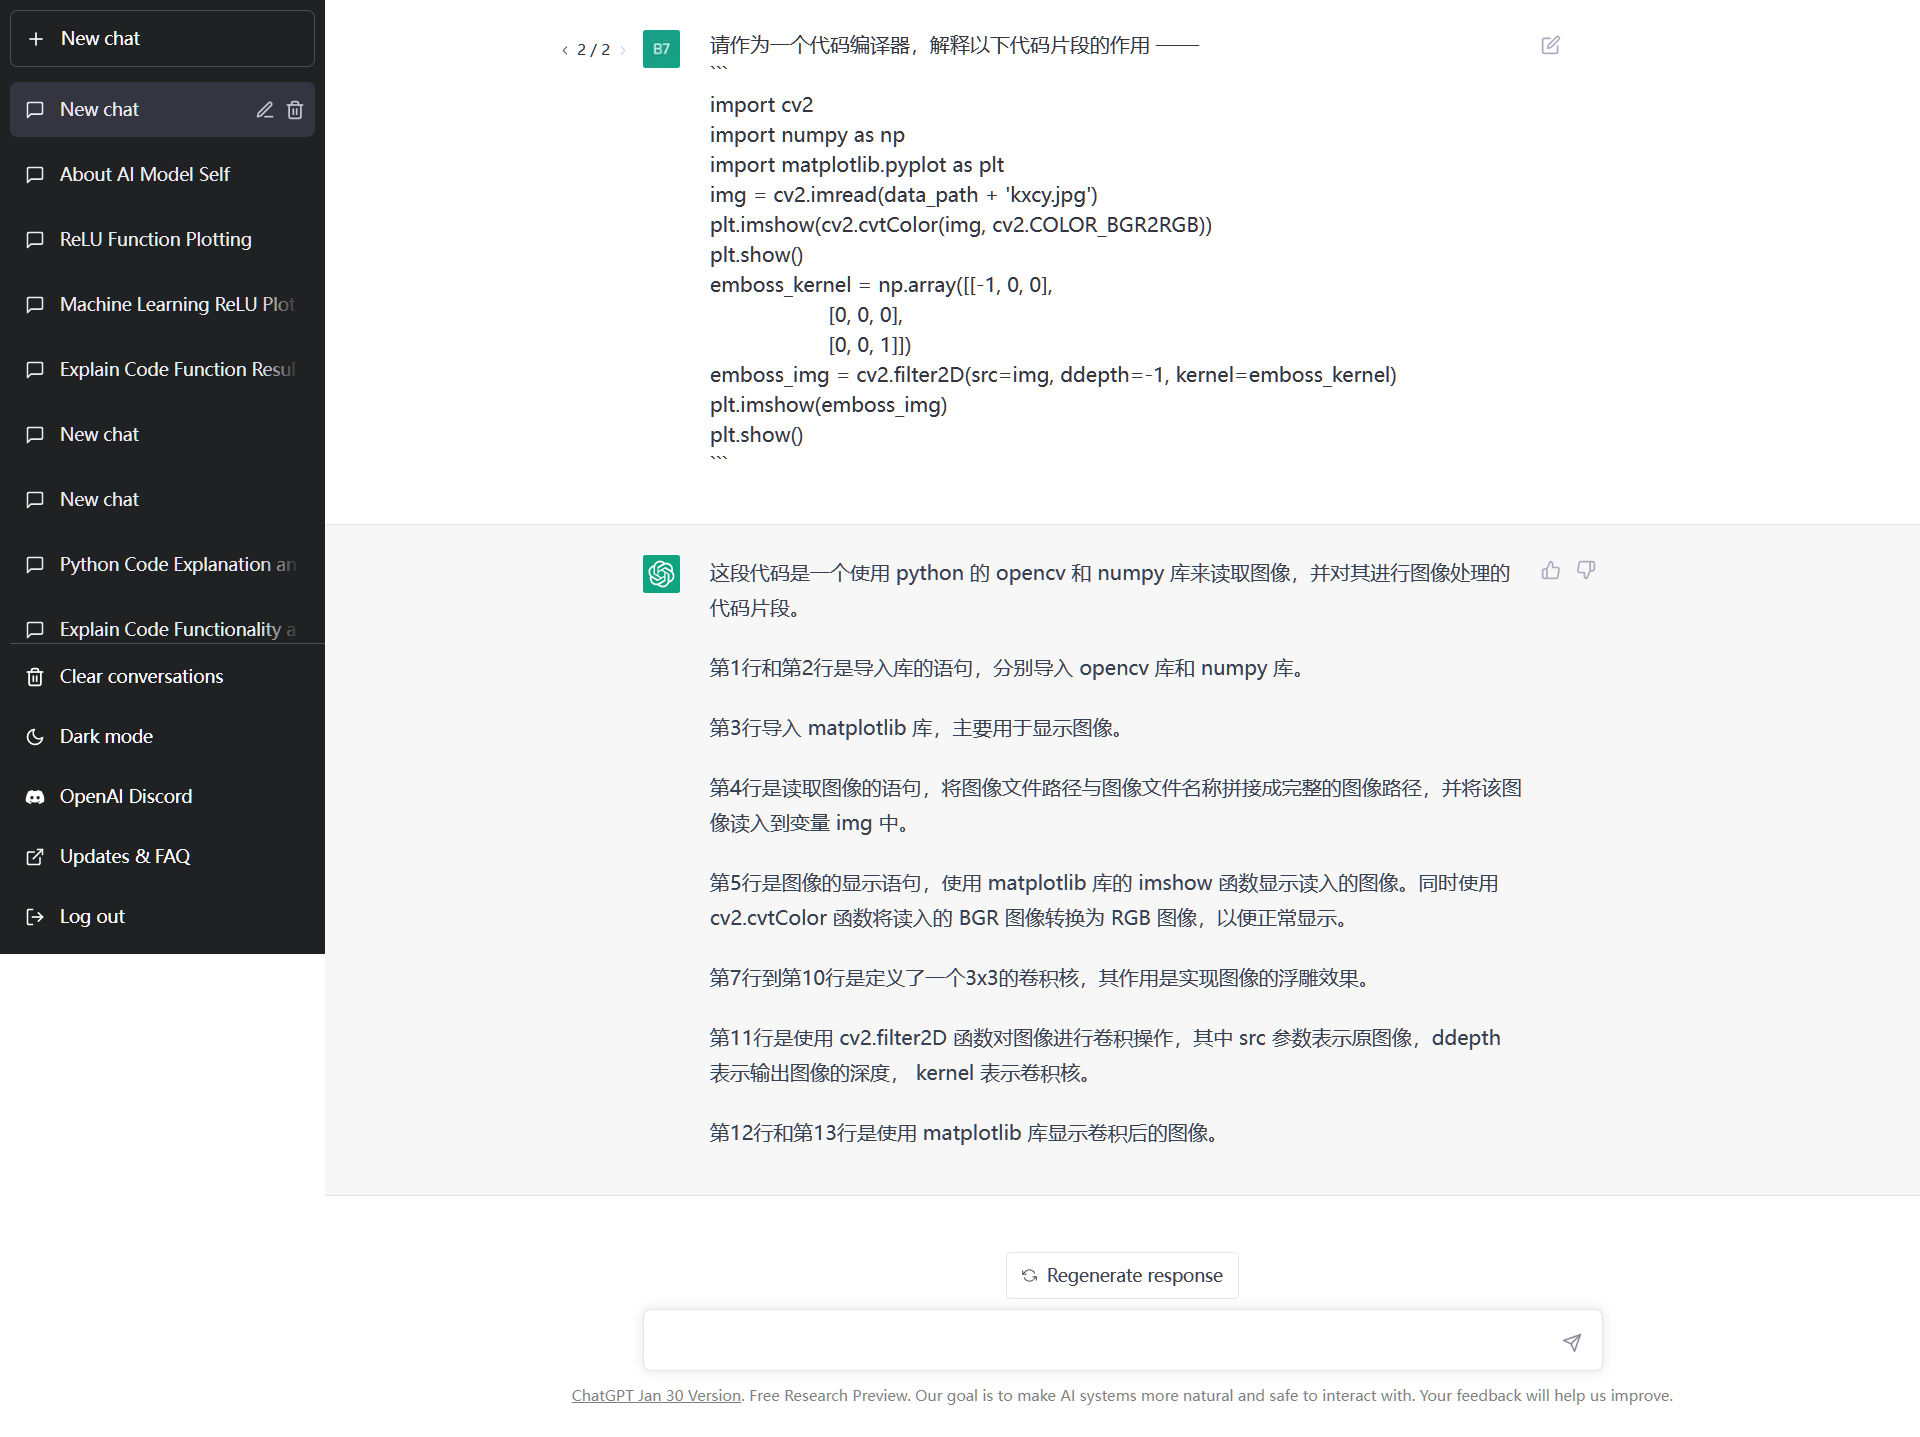 New chat
New chat
About AI Model Self
ReLU Function Plotting
Machine Learning ReLU Plot
Explain Code Function Resul
New chat
New chat
Python Code Explanation an
Explain Code Functionality a
Clear conversations
Dark mode
OpenAI Discord
Updates & FAQ
Log out
2 / 2
B7
请作为一个代码编译器，解释以下代码片段的作用 ——
```
import cv2
import numpy as np
import matplotlib.pyplot as plt
img = cv2.imread(data_path + 'kxcy.jpg')
plt.imshow(cv2.cvtColor(img, cv2.COLOR_BGR2RGB))
plt.show()
emboss_kernel = np.array([[-1, 0, 0],
[0, 0, 0],
[0, 0, 1]])
emboss_img = cv2.filter2D(src=img, ddepth=-1, kernel=emboss_kernel)
plt.imshow(emboss_img)
plt.show()
```
这段代码是一个使用 python 的 opencv 和 numpy 库来读取图像，并对其进行图像处理的
代码片段。
第1行和第2行是导入库的语句，分别导入 opencv 库和 numpy 库。
第3行导入 matplotlib 库，主要用于显示图像。
第4行是读取图像的语句，将图像文件路径与图像文件名称拼接成完整的图像路径，并将该图
像读入到变量 img 中。
第5行是图像的显示语句，使用 matplotlib 库的 imshow 函数显示读入的图像。同时使用
cv2.cvtColor 函数将读入的 BGR 图像转换为 RGB 图像，以便正常显示。
第7行到第10行是定义了一个3x3的卷积核，其作用是实现图像的浮雕效果。
第11行是使用 cv2.filter2D 函数对图像进行卷积操作，其中 src 参数表示原图像，ddepth
表示输出图像的深度， kernel 表示卷积核。
第12行和第13行是使用 matplotlib 库显示卷积后的图像。
Regenerate response
ChatGPT Jan 30 Version. Free Research Preview. Our goal is to make AI systems more natural and safe to interact with. Your feedback will help us improve.